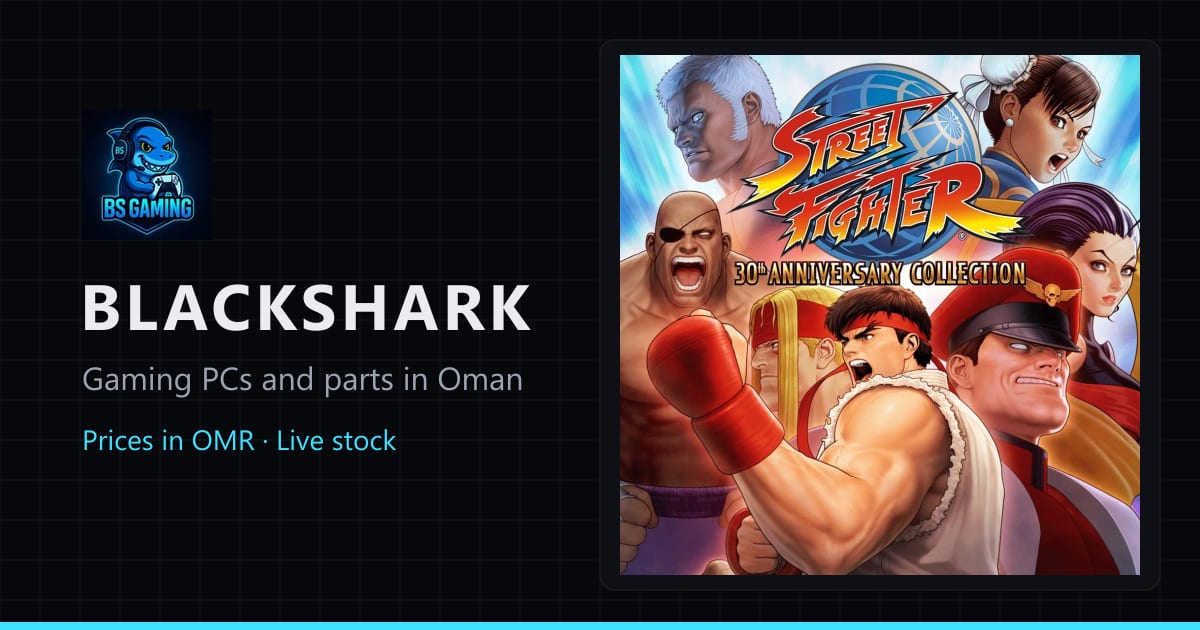 BS
BS GAMING
BLACKSHARK
Gaming PCs and parts in Oman
Prices in OMR · Live stock
STREET
FIGHTER®
30th ANNIVERSARY COLLECTION